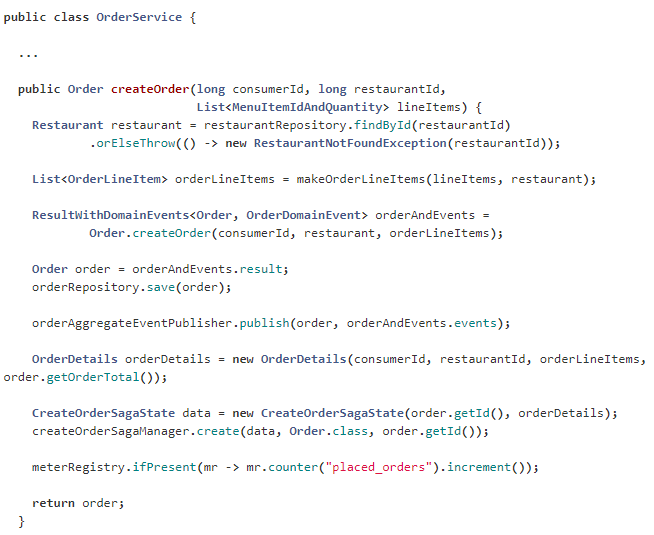 public class OrderService {
...
public Order createOrder(long consumerId, long restaurantId,
List<MenuItemIdAndQuantity> lineItems) {
Restaurant restaurant = restaurantRepository.findById(restaurantId)
.orElseThrow(() -> new RestaurantNotFoundException(restaurantId));
List<OrderLineItem> orderLineItems = makeOrderLineItems(lineItems, restaurant);
ResultWithDomainEvents<Order, OrderDomainEvent> orderAndEvents =
Order.createOrder(consumerId, restaurant, orderLineItems);
Order order = orderAndEvents.result;
orderRepository.save(order);
orderAggregateEventPublisher.publish(order, orderAndEvents.events);
OrderDetails orderDetails = new OrderDetails(consumerId, restaurantId, orderLineItems,
order.getOrderTotal());
CreateOrderSagaState data = new CreateOrderSagaState(order.getId(), orderDetails);
createOrderSagaManager.create(data, Order.class, order.getId());
meterRegistry.ifPresent(mr -> mr.counter("placed_orders").increment());
return order;
}